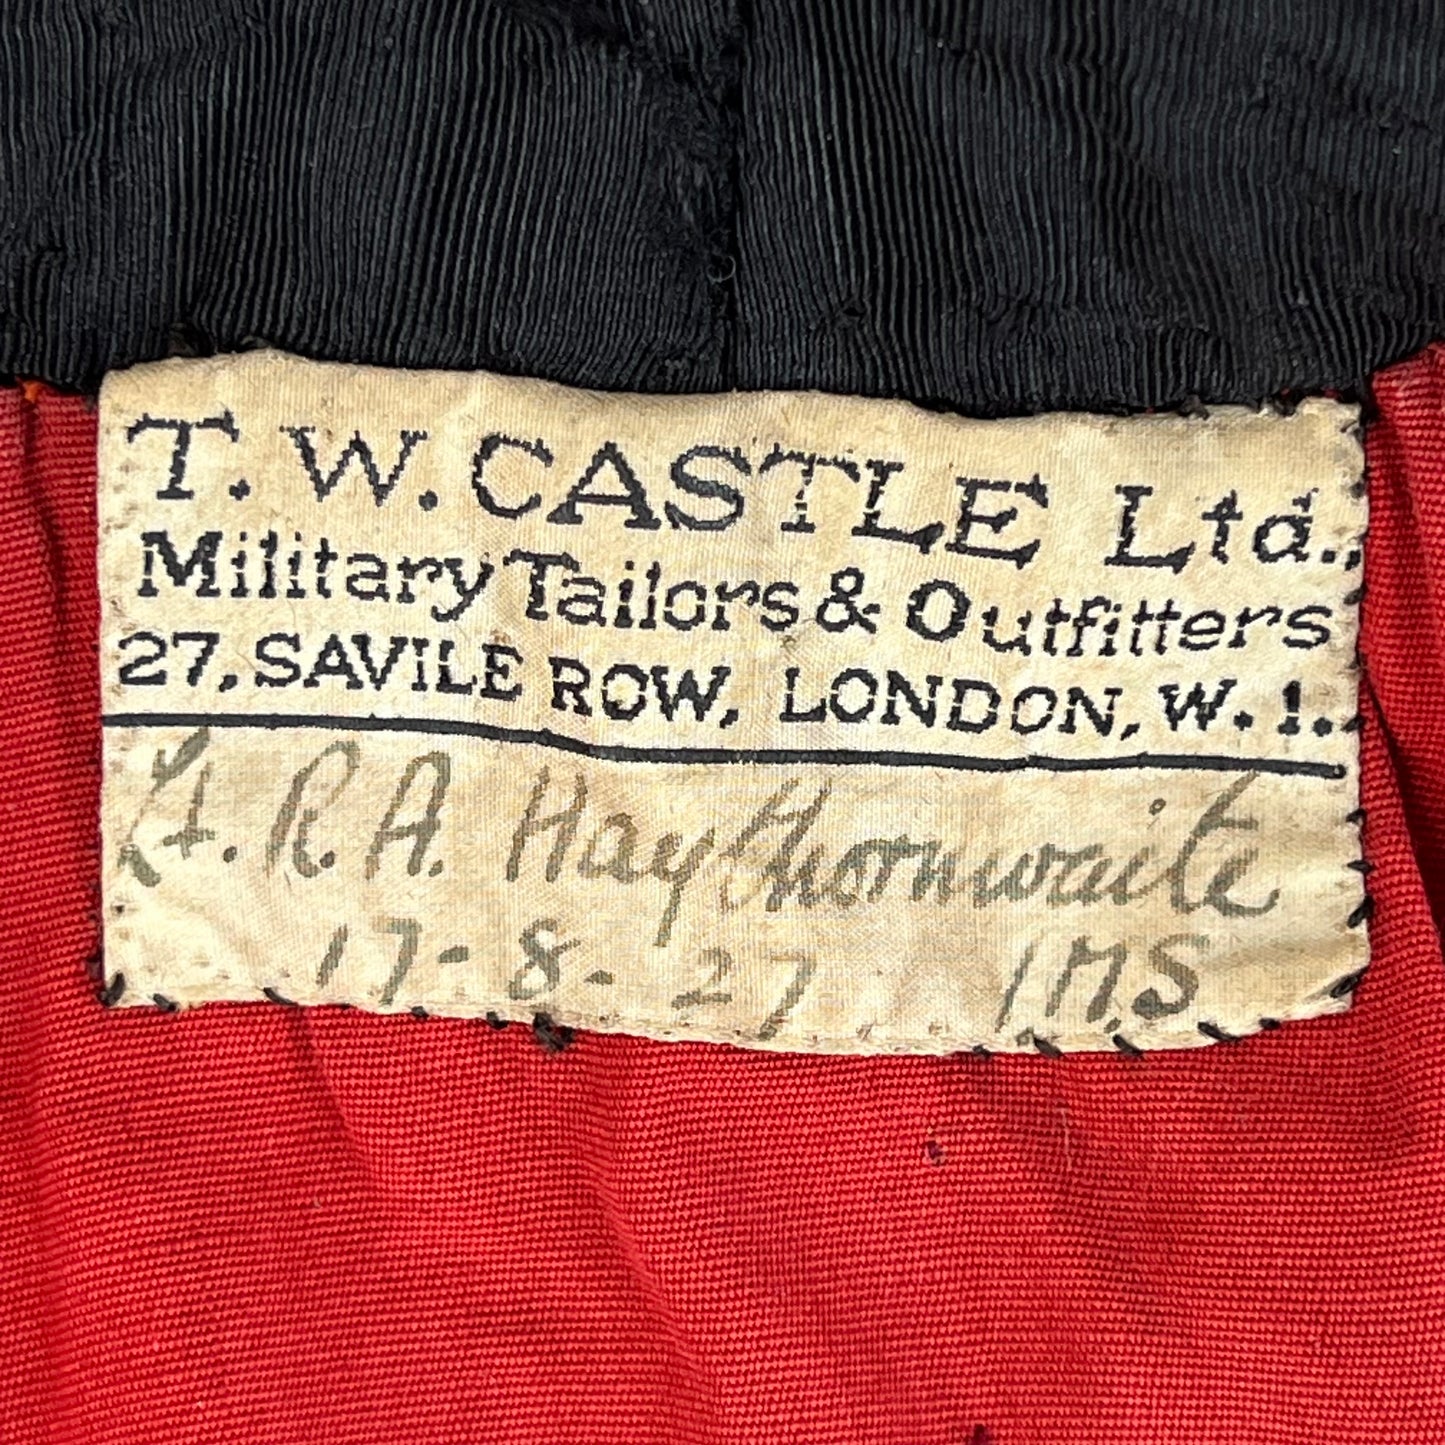 T. W. CASTLE Ltd.,
Military Tailors & Outfitters
27, SAVILE ROW, LONDON, W. 1.
Lt. R. A. Haythornwaite
17-8-27 IMS